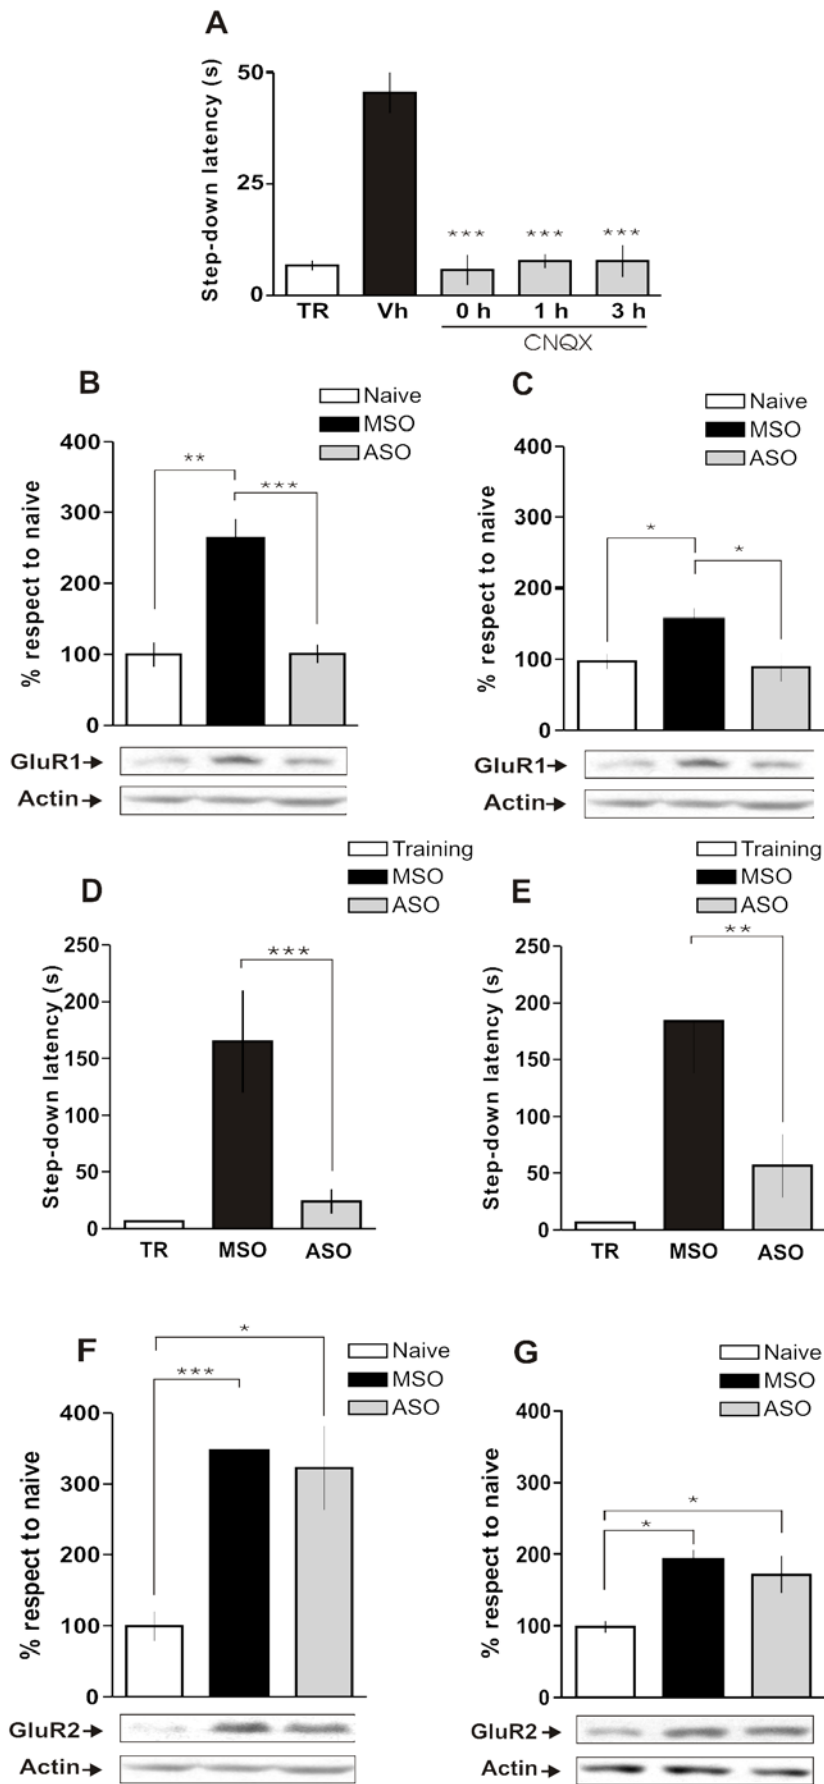 A
Step-down latency (s)
50
25
0
*** *** ***
TR Vh 0 h 1 h 3 h
CNQX
B
Naive
MSO
ASO
% respect to naive
400
300
200
100
0
** ***
GluR1
Actin
C
Naive
MSO
ASO
% respect to naive
400
300
200
100
0
* *
GluR1
Actin
D
Training
MSO
ASO
Step-down latency (s)
250
200
150
100
50
0
***
TR MSO ASO
E
Training
MSO
ASO
Step-down latency (s)
250
200
150
100
50
0
**
TR MSO ASO
F
Naive
MSO
ASO
% respect to naive
400
300
200
100
0
*
***
GluR2
Actin
G
Naive
MSO
ASO
% respect to naive
400
300
200
100
0
*
*
GluR2
Actin